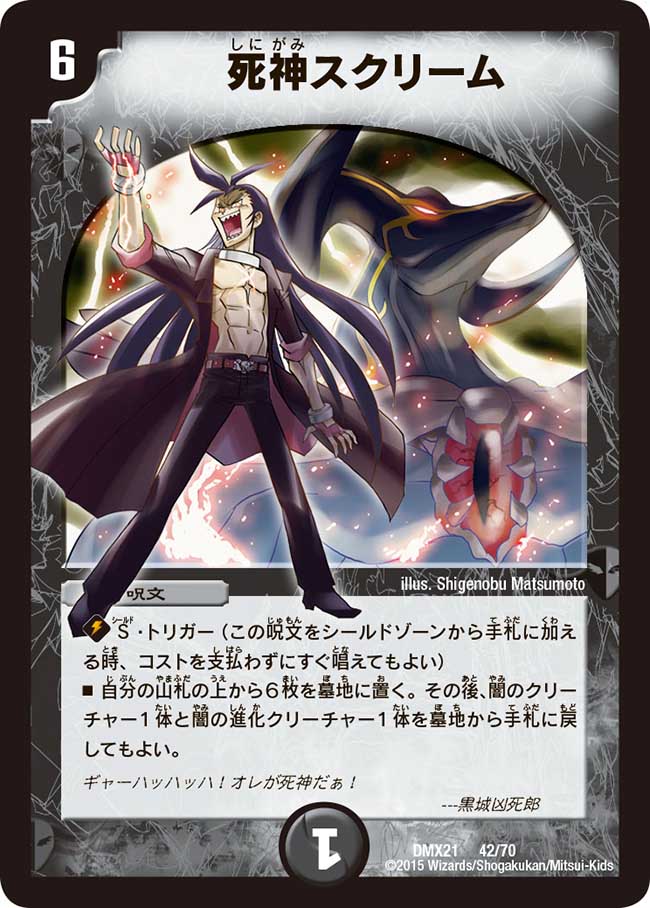 6
しにがみ
死神スクリーム
illus. Shigenobu Matsumoto
呪文
S・トリガー（この呪文をシールドゾーンから手札に加え
る時、コストを支払わずにすぐ唱えてもよい）
■ 自分の山札の上から6枚を墓地に置く。その後、闇のクリー
チャー1体と闇の進化クリーチャー1体を墓地から手札に戻
してもよい。
ギャーハッハッハ！オレが死神だぁ！
---黒城凶死郎
1
DMX21 42/70
©2015 Wizards/Shogakukan/Mitsui-Kids